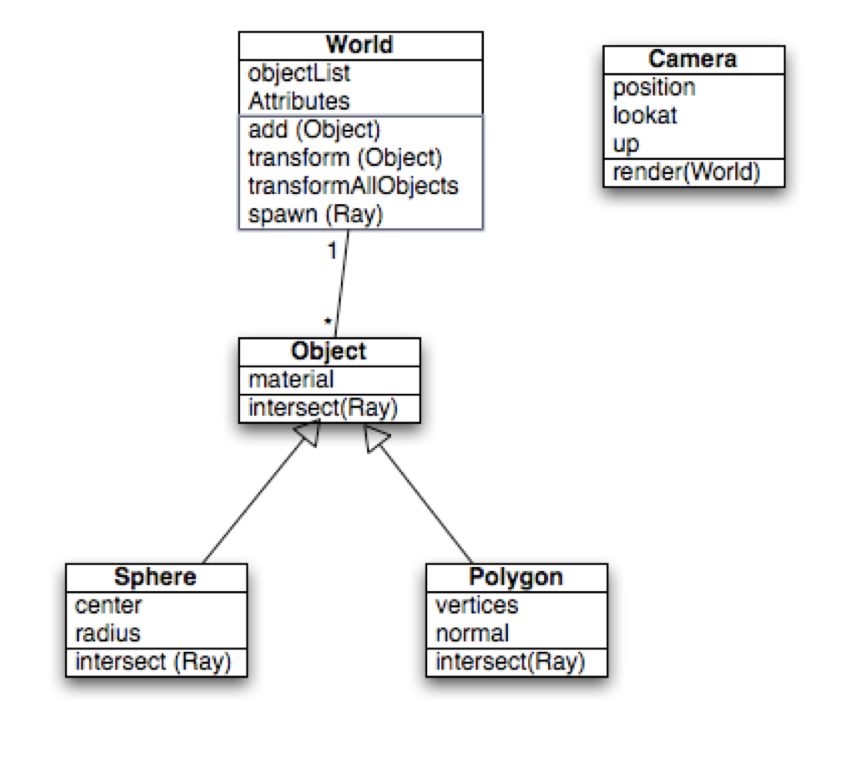 World
objectList
Attributes
add (Object)
transform (Object)
transformAllObjects
spawn (Ray)
Camera
position
lookat
up
render(World)
1
*
Object
material
intersect(Ray)
Sphere
center
radius
intersect (Ray)
Polygon
vertices
normal
intersect(Ray)